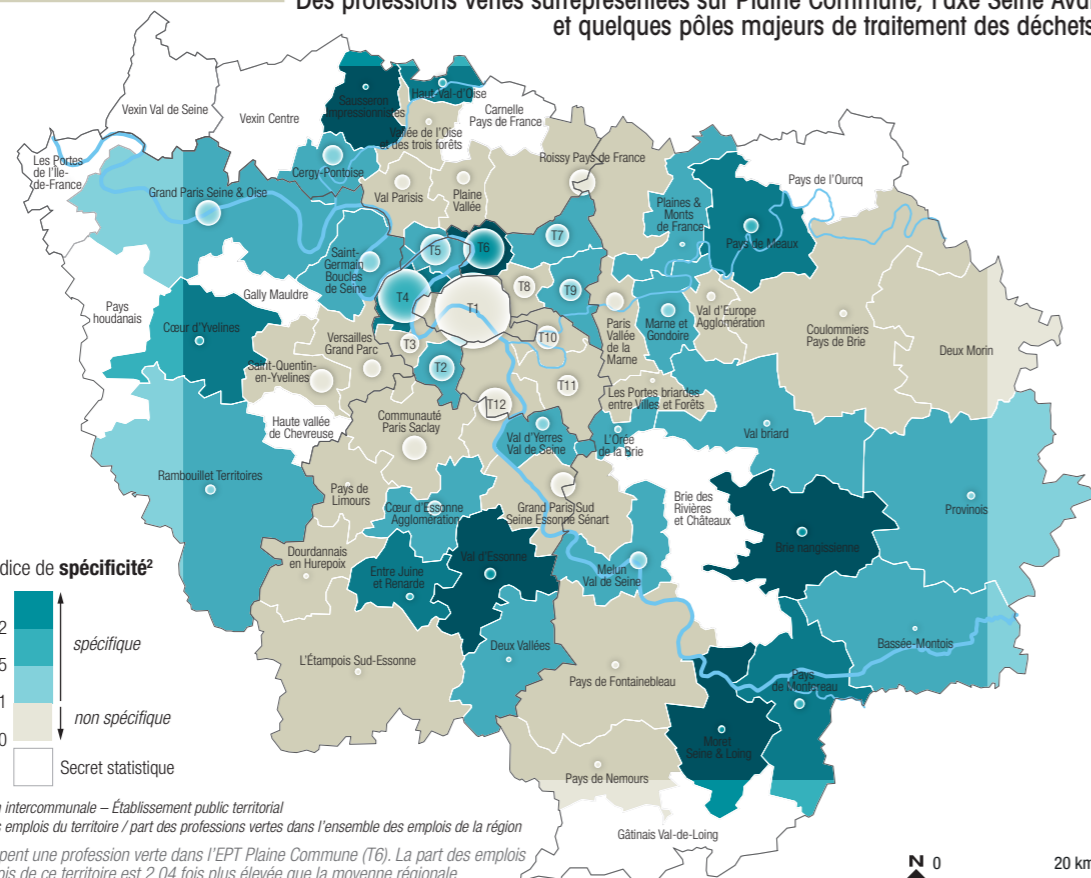 Des professions vertes surreprésentées sur Plaine Commune, l'axe Seine Aval
et quelques pôles majeurs de traitement des déchets
Vexin Val de Seine
Vexin Centre
Sausseron
Impressionnistes
Haut-Val-d'Oise
Carnelle
Pays de France
Vallée de l'Oise
et des trois forêts
Roissy Pays de France
Les Portes
de l'Île-
de-France
Grand Paris Seine & Oise
Cergy-Pontoise
Val Parisis
Plaine
Vallée
Plaines &
Monts
de France
Pays de l'Ourcq
Pays de Meaux
Saint-
Germain
Boucles
de Seine
T5
T6
T7
T4
T1
T8
T9
T3
T10
T2
T11
T12
Gally Mauldre
Pays
houdanais
Cœur d'Yvelines
Versailles
Grand Parc
Saint-Quentin-
en-Yvelines
Paris
Vallée
de la
Marne
Marne et
Gondoire
Val d'Europe
Agglomération
Coulommiers
Pays de Brie
Deux Morin
Haute vallée
de Chevreuse
Communauté
Paris Saclay
Les Portes briardes
entre Villes et Forêts
Val d'Yerres
Val de Seine
L'Orée
de la Brie
Val briard
Rambouillet Territoires
Pays de
Limours
Cœur d'Essonne
Agglomération
Grand Paris Sud
Seine Essonne Sénart
Brie des
Rivières
et Châteaux
Provinois
Brie nangissienne
Dourdannais
en Hurepoix
Entre Juine
et Renarde
Val d'Essonne
Melun
Val de Seine
L'Étampois Sud-Essonne
Deux Vallées
Pays de Fontainebleau
Bassée-Montois
Pays
de Montereau
Moret
Seine & Loing
Pays de Nemours
Gâtinais Val-de-Loing
dice de spécificité²
2
5
1
0
spécifique
non spécifique
Secret statistique
intercommunale – Établissement public territorial
emplois du territoire / part des professions vertes dans l'ensemble des emplois de la région
pent une profession verte dans l'EPT Plaine Commune (T6). La part des emplois
ois de ce territoire est 2,04 fois plus élevée que la moyenne régionale
N 0 20 km